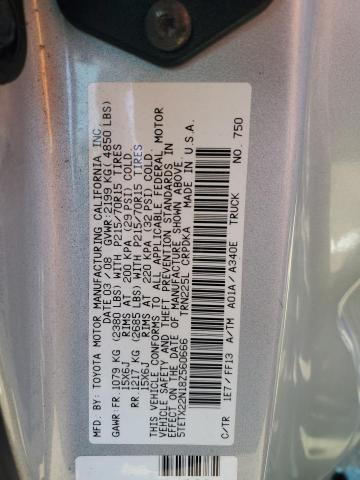 MFD. BY: TOYOTA MOTOR MANUFACTURING CALIFORNIA, INC.
DATE 03 / 08 GVWR: 2199 KG( 4850 LBS)
GAWR:FR. 1079 KG (2380 LBS) WITH P215/70R15 TIRES
15X6J RIMS AT 200 KPA (29 PSI) COLD.
RR. 1217 KG (2685 LBS) WITH P215/70R15 TIRES
15X6J RIMS AT 220 KPA (32 PSI) COLD.
THIS VEHICLE CONFORMS TO ALL APPLICABLE FEDERAL MOTOR
VEHICLE SAFETY AND THEFT PREVENTION STANDARDS IN
EFFECT ON THE DATE OF MANUFACTURE SHOWN ABOVE.
5TETX22N18Z560666 TRN225L CRPDKA MADE IN U.S.A.
TRUCK NO. 750
C/TR 1E7/FF13 A/TM A01A/A340E